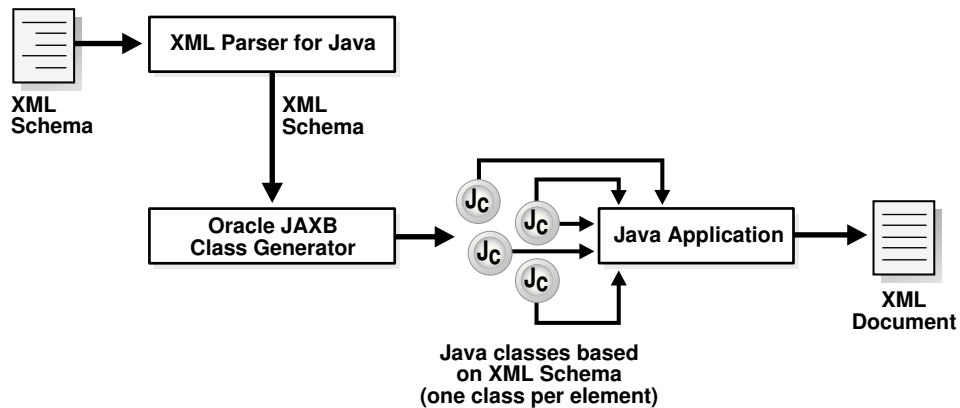 XML Parser for Java
XML
Schema
XML
Schema
Oracle JAXB
Class Generator
Jc
Jc
Jc
Jc
Java Application
XML
Document
Java classes based
on XML Schema
(one class per element)